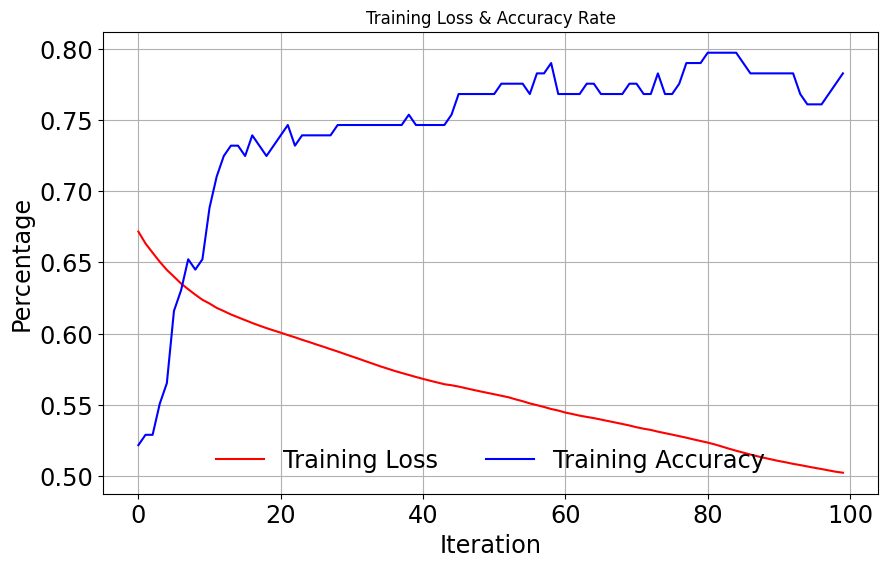 Training Loss & Accuracy Rate
Percentage
0.80
0.75
0.70
0.65
0.60
0.55
0.50
Training Loss
Training Accuracy
0
20
40
60
80
100
Iteration